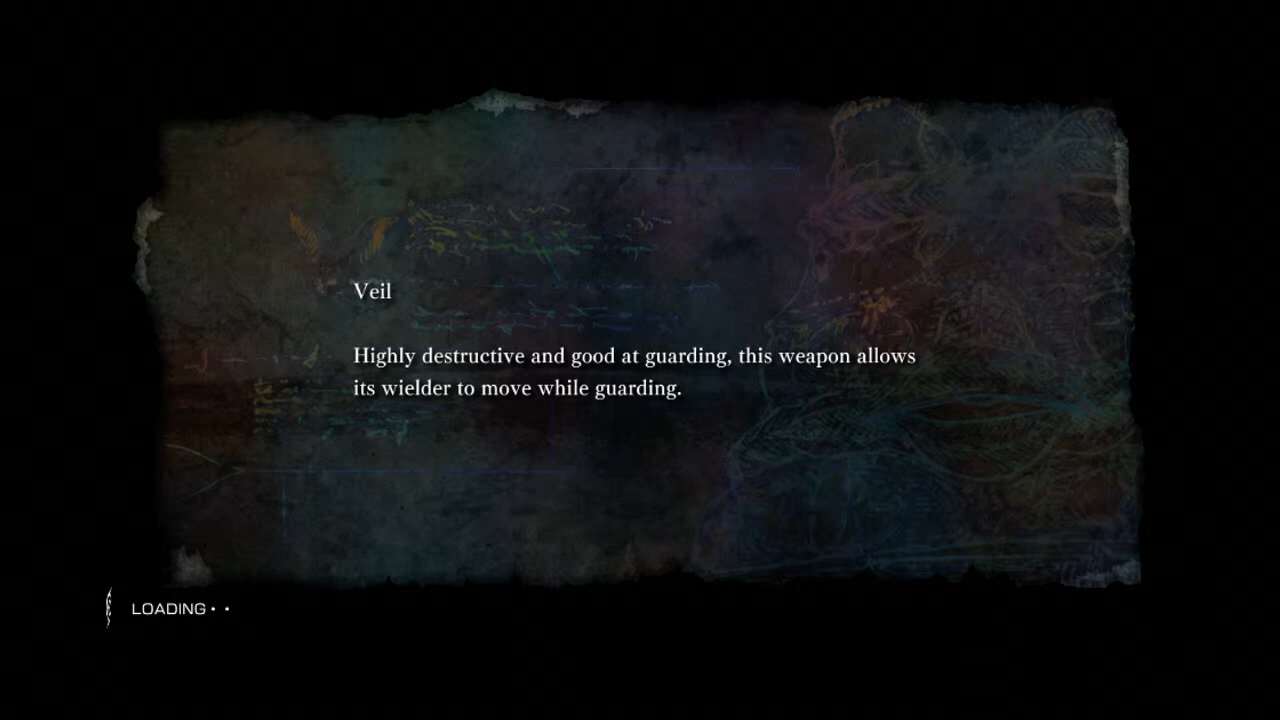 Veil
Highly destructive and good at guarding, this weapon allows
its wielder to move while guarding.
LOADING · ·